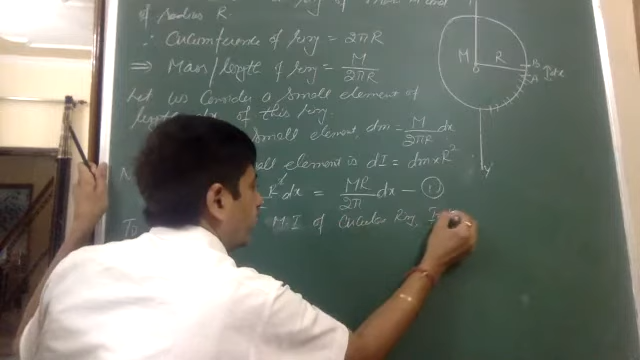 of radius R.
∴ Circumference of ring = 2πR
⇒ Mass/length of ring = M/2πR
Let us Consider a small element of
length dx of this ring.
small element, dm = M/2πR dx
element is dI = dm×R²
R² dx = MR/2π dx — ①
M.I of Circular Ring, I
M
R
B
A
dx
Y